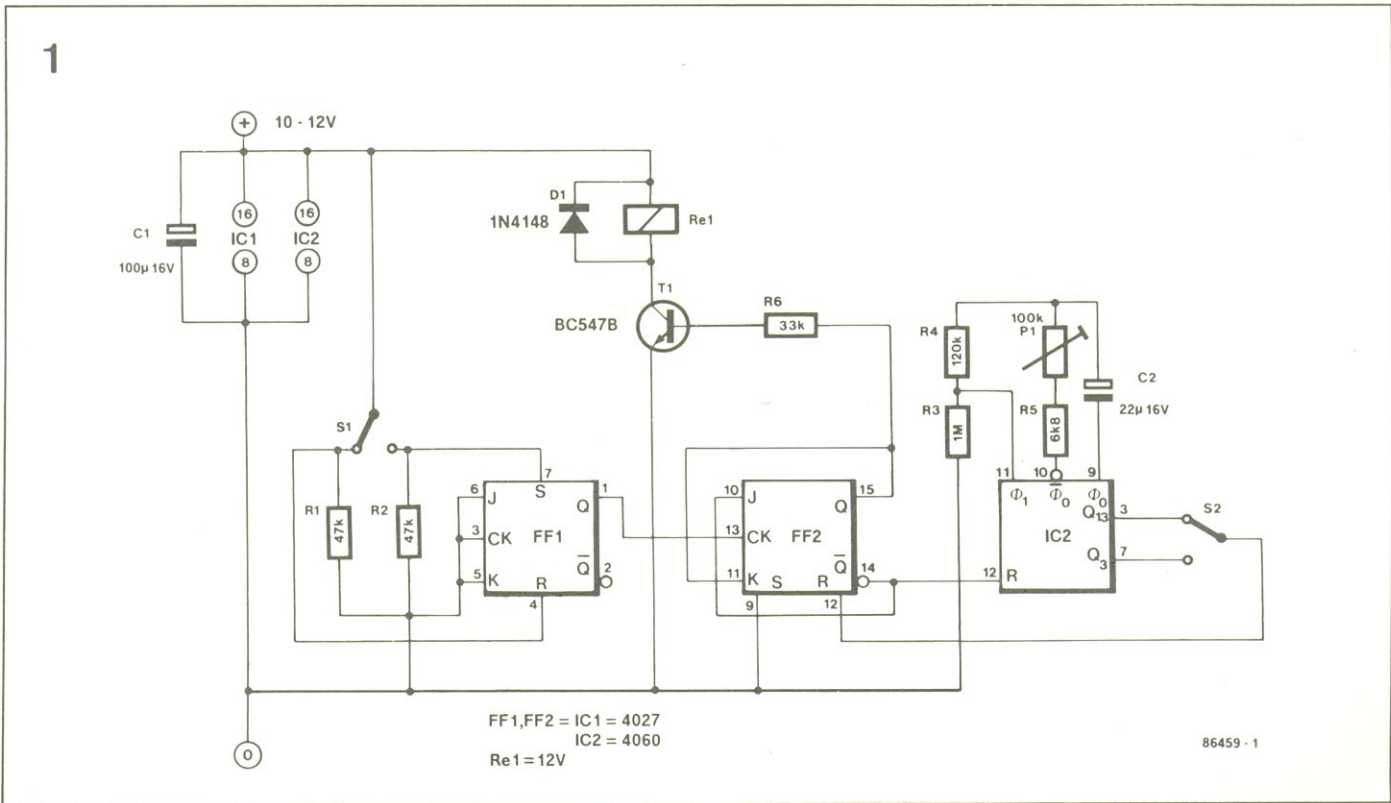 1
+ 10 - 12V
C1
100µ 16V
16
IC1
8
16
IC2
8
D1
1N4148
Re1
T1
BC547B
R6
33k
R4
120k
100k
P1
C2
22µ 16V
R3
1M
R5
6k8
S1
R1
47k
R2
47k
7
S
6 J
Q 1
3 CK
FF1
5 K
Q̅ 2
R
4
10 J
Q 15
13 CK
FF2
11 K
S
R
Q̅ 14
9
12
11
10
9
Φ1
Φ̅0
Φ0
Q13 3
IC2
Q3 7
12 R
S2
0
FF1,FF2 = IC1 = 4027
IC2 = 4060
Re1 = 12V
86459 - 1